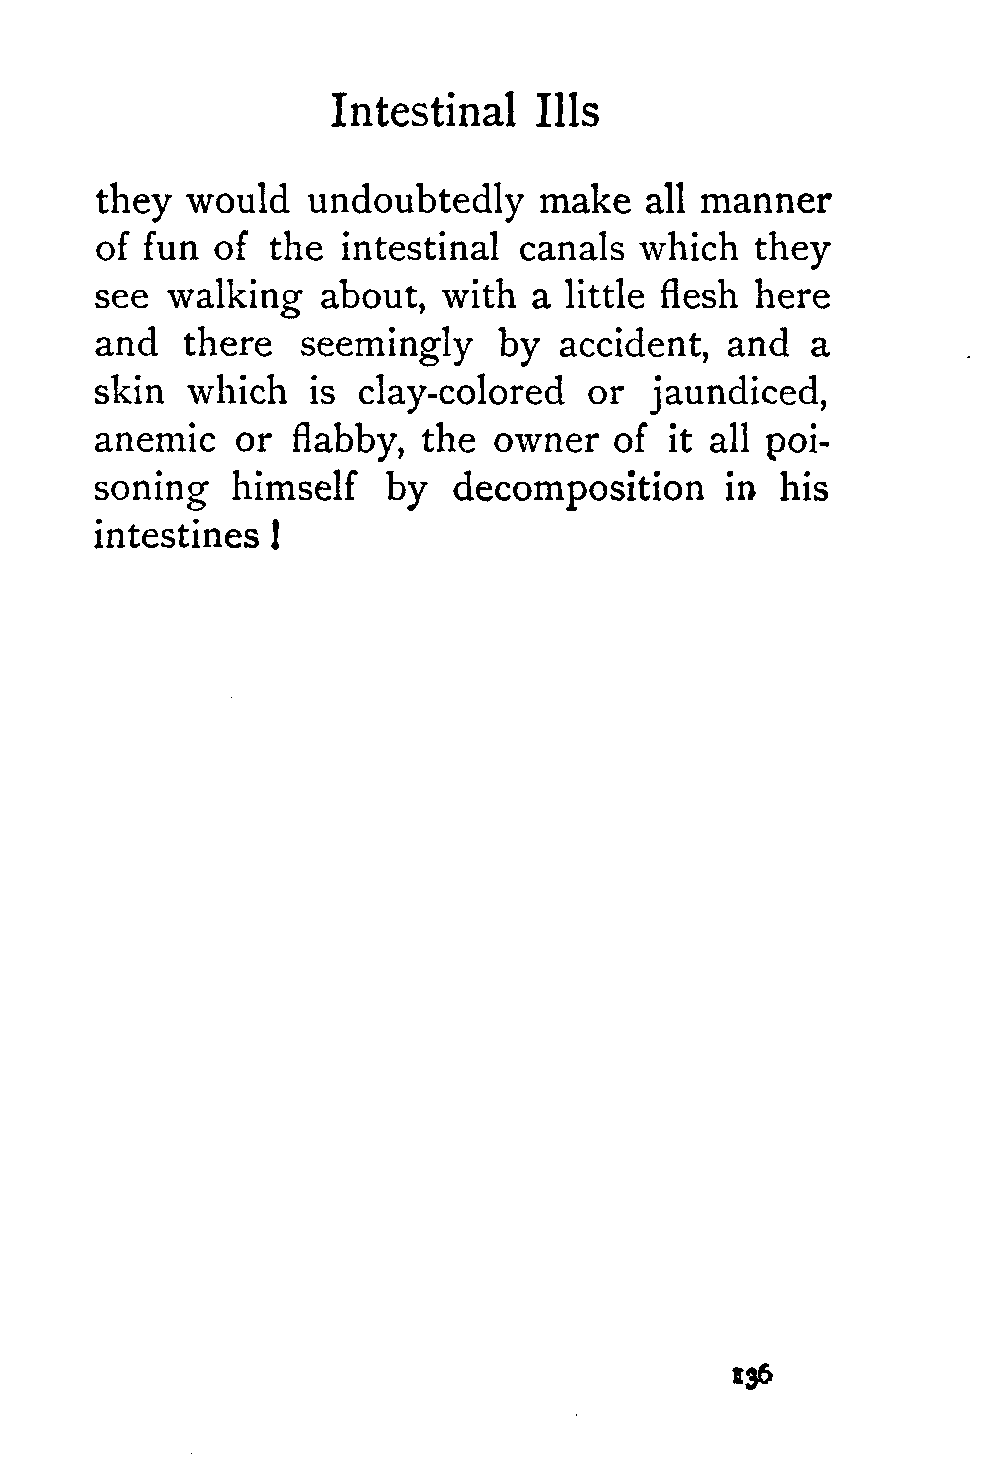 Intestinal Ills
they would undoubtedly make all manner
of fun of the intestinal canals which they
see walking about, with a little flesh here
and there seemingly by accident, and a
skin which is clay-colored or jaundiced,
anemic or flabby, the owner of it all poi-
soning himself by decomposition in his
intestines!
136